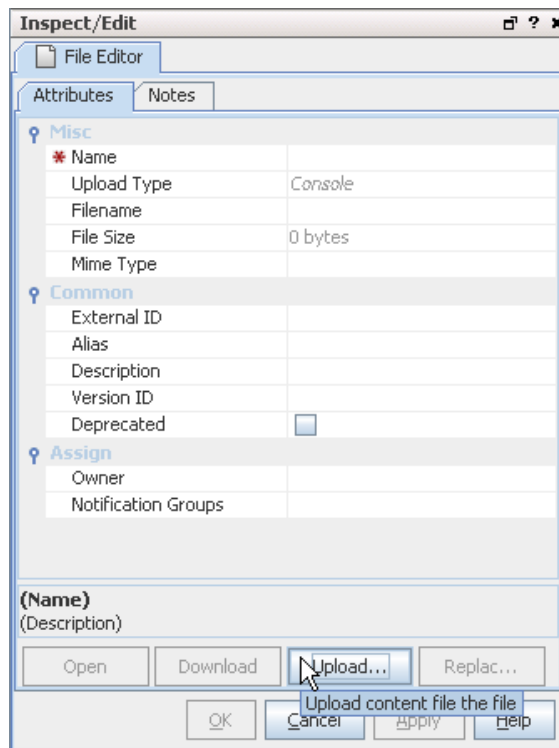 Inspect/Edit ?
File Editor
Attributes Notes
Misc
* Name
Upload Type Console
Filename
File Size 0 bytes
Mime Type
Common
External ID
Alias
Description
Version ID
Deprecated
Assign
Owner
Notification Groups
(Name)
(Description)
Open Download Upload... Replac...
Upload content file the file
OK Cancel Apply Help